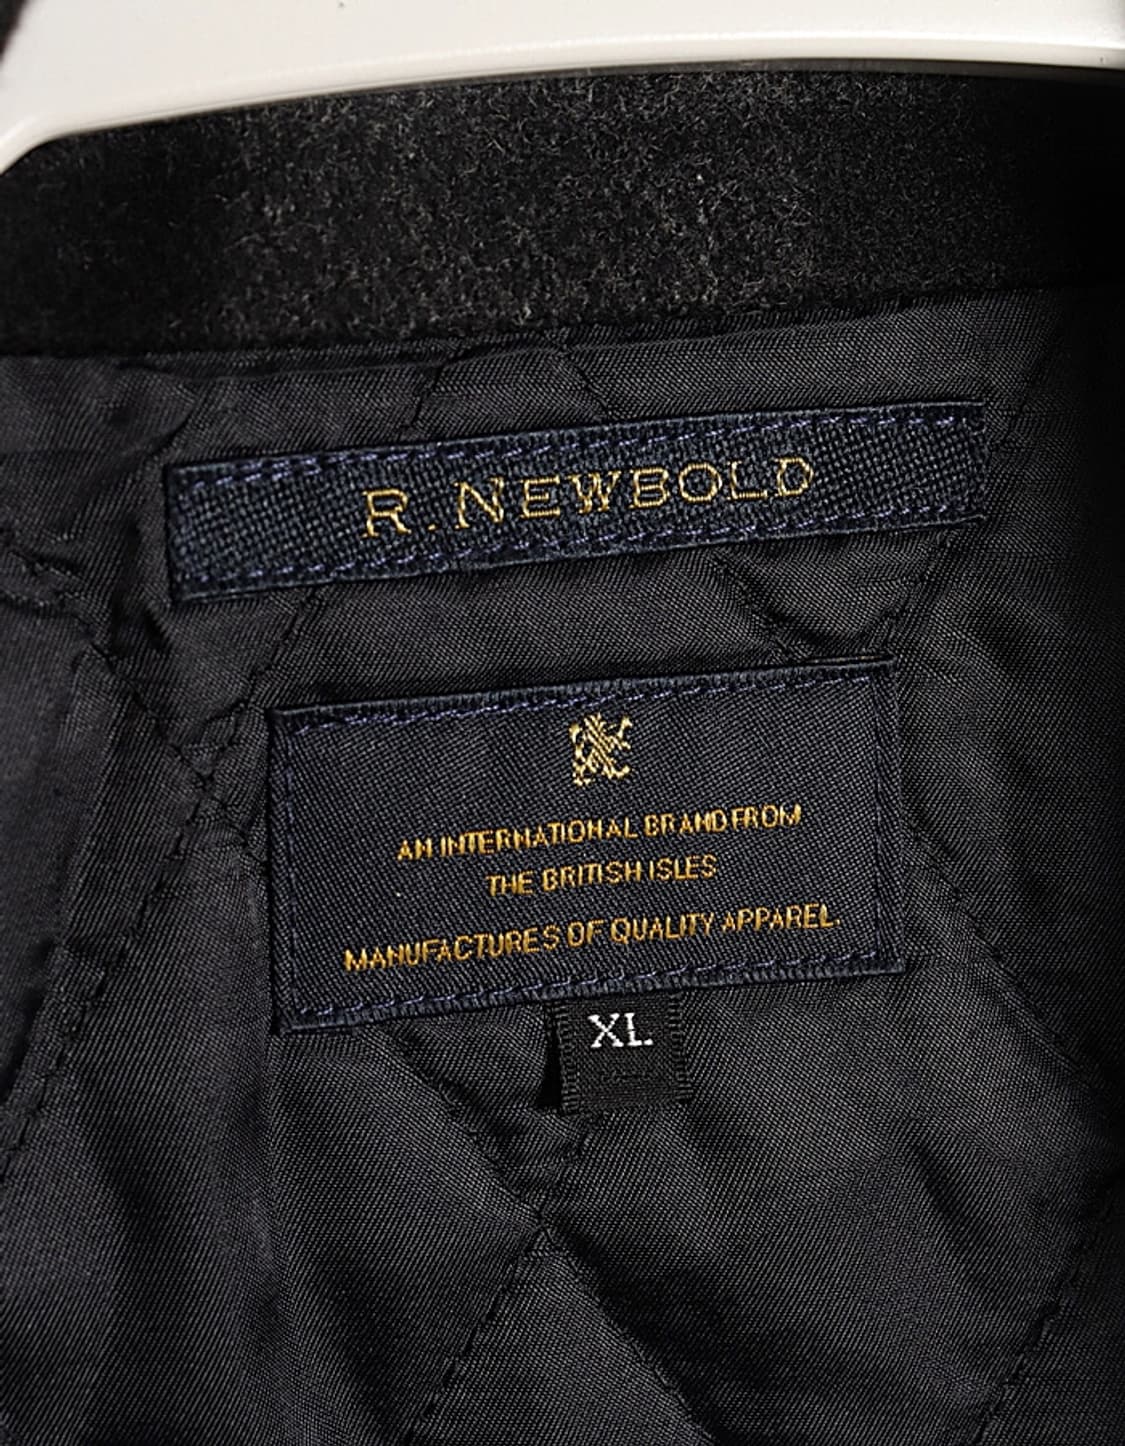 R. NEWBOLD
AN INTERNATIONAL BRAND FROM
THE BRITISH ISLES
MANUFACTURES OF QUALITY APPAREL.
XL